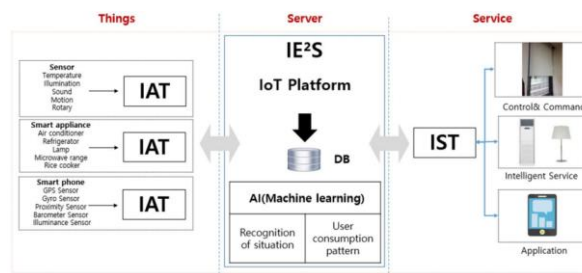 Things
Server
Service
Sensor
Temperature
Illumination
Sound
Motion
Rotary
IAT
Smart appliance
Air conditioner
Refrigerator
Lamp
Microwave range
Rice cooker
IAT
Smart phone
GPS Sensor
Gyro Sensor
Proximity Sensor
Barometer Sensor
Illuminance Sensor
IAT
IE²S
IoT Platform
DB
AI(Machine learning)
Recognition
of situation
User
consumption
pattern
IST
Control& Command
Intelligent Service
Application